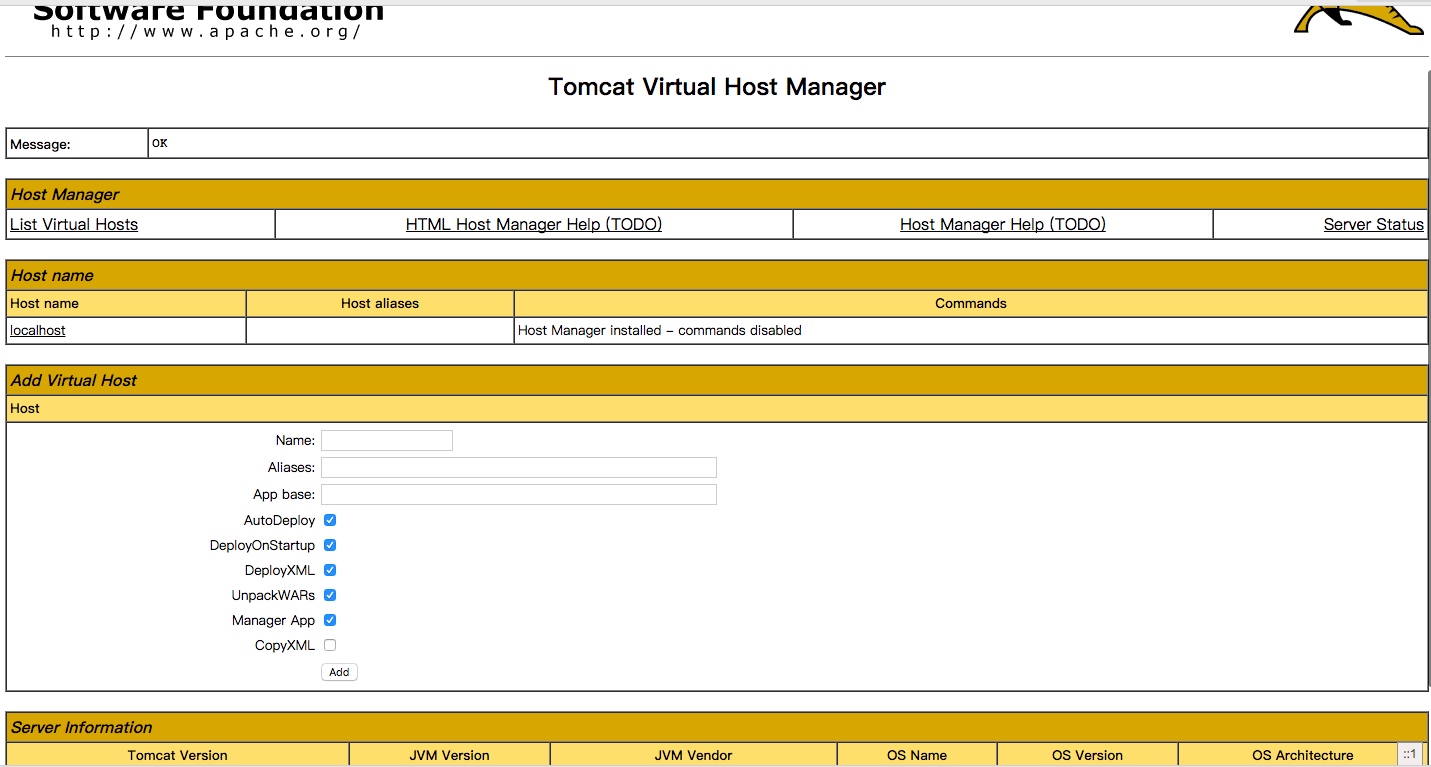 Software Foundation
http://www.apache.org/
Tomcat Virtual Host Manager
Message: OK
Host Manager
List Virtual Hosts HTML Host Manager Help (TODO) Host Manager Help (TODO) Server Status
Host name
Host name Host aliases Commands
localhost Host Manager installed – commands disabled
Add Virtual Host
Host
Name:
Aliases:
App base:
AutoDeploy
DeployOnStartup
DeployXML
UnpackWARs
Manager App
CopyXML
Add
Server Information
Tomcat Version JVM Version JVM Vendor OS Name OS Version OS Architecture ::1